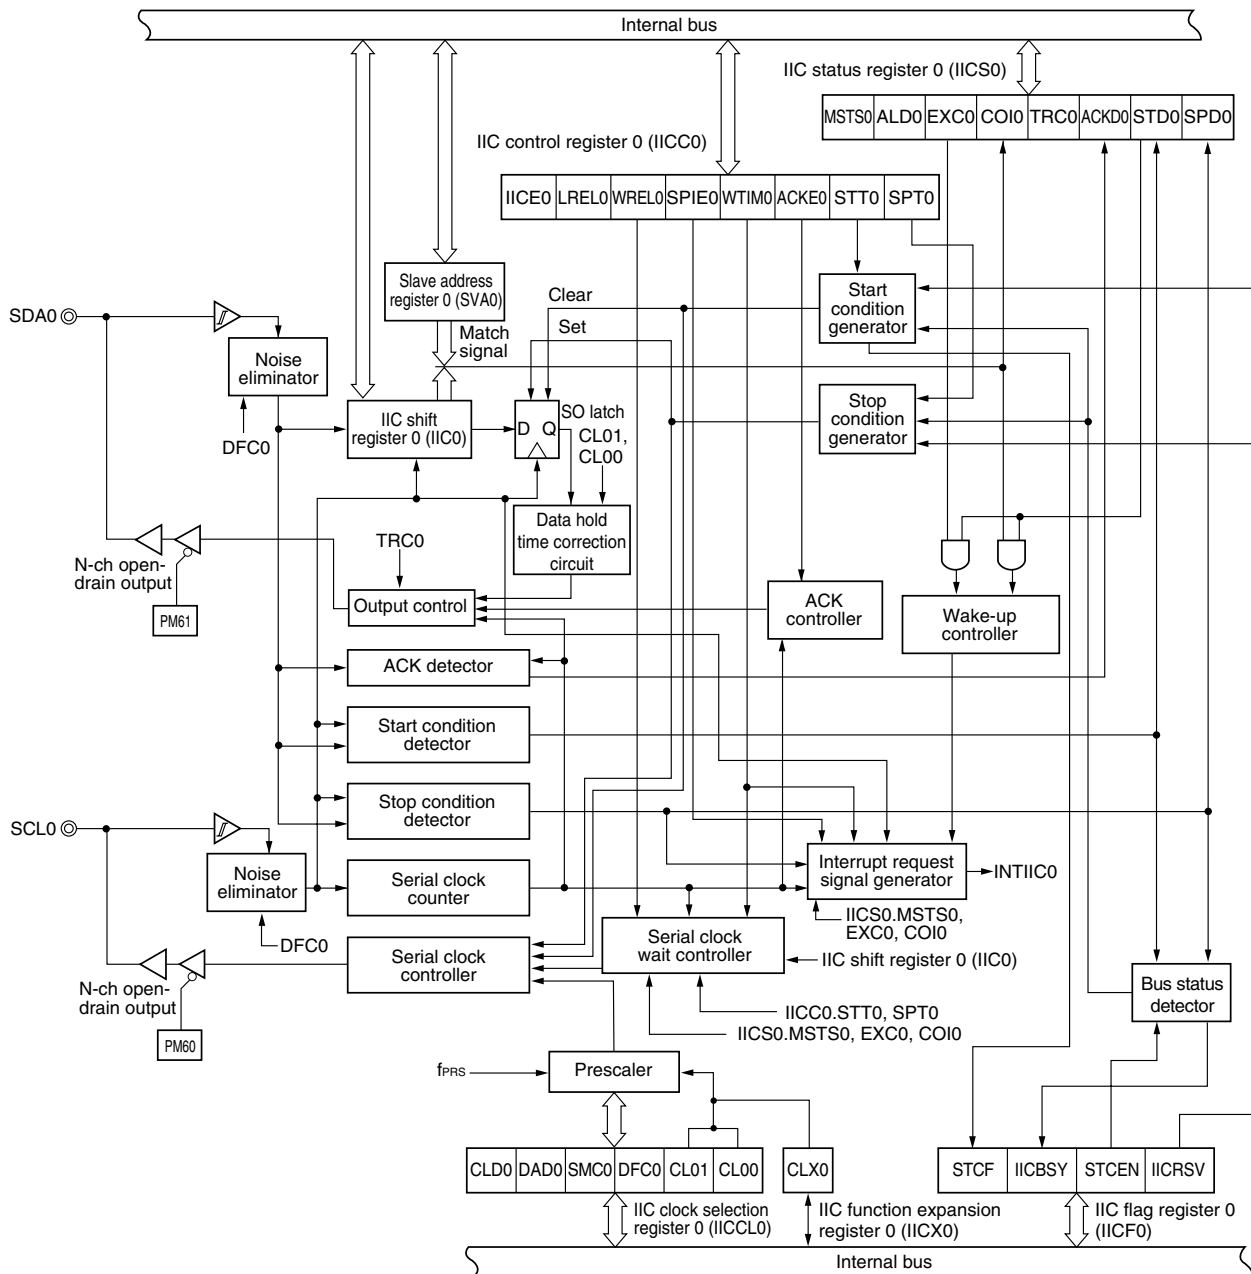 Internal bus
IIC status register 0 (IICS0)
MSTS0 ALD0 EXC0 COI0 TRC0 ACKD0 STD0 SPD0
IIC control register 0 (IICC0)
IICE0 LREL0 WREL0 SPIE0 WTIM0 ACKE0 STT0 SPT0
Slave address
register 0 (SVA0)
Clear
Set
Match
signal
Start
condition
generator
SDA0
Noise
eliminator
DFC0
IIC shift
register 0 (IIC0)
D Q
SO latch
CL01,
CL00
Stop
condition
generator
Data hold
time correction
circuit
TRC0
N-ch open-
drain output
PM61
Output control
ACK
controller
Wake-up
controller
ACK detector
Start condition
detector
Stop condition
detector
SCL0
Noise
eliminator
DFC0
Serial clock
counter
Interrupt request
signal generator
INTIIC0
IICS0.MSTS0,
EXC0, COI0
Serial clock
controller
Serial clock
wait controller
IIC shift register 0 (IIC0)
Bus status
detector
N-ch open-
drain output
PM60
IICC0.STT0, SPT0
IICS0.MSTS0, EXC0, COI0
fPRS
Prescaler
CLD0 DAD0 SMC0 DFC0 CL01 CL00
CLX0
STCF IICBSY STCEN IICRSV
IIC clock selection
register 0 (IICCL0)
IIC function expansion
register 0 (IICX0)
IIC flag register 0
(IICF0)
Internal bus